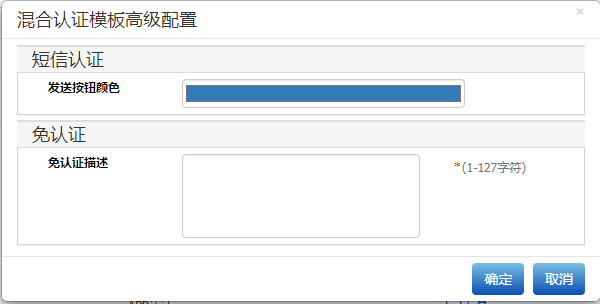 混合认证模板高级配置
×
短信认证
发送按钮颜色
免认证
免认证描述
*(1-127字符)
确定 取消